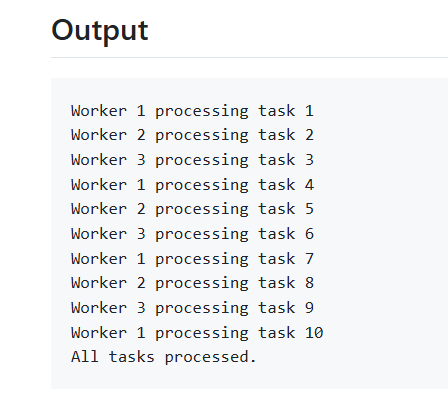 Output
Worker 1 processing task 1
Worker 2 processing task 2
Worker 3 processing task 3
Worker 1 processing task 4
Worker 2 processing task 5
Worker 3 processing task 6
Worker 1 processing task 7
Worker 2 processing task 8
Worker 3 processing task 9
Worker 1 processing task 10
All tasks processed.